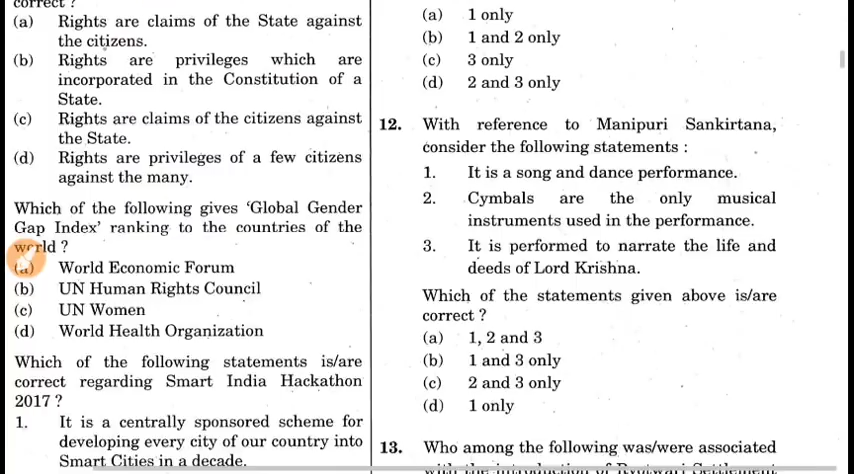 correct ?
(a) Rights are claims of the State against
the citizens.
(b) Rights are privileges which are
incorporated in the Constitution of a
State.
(c) Rights are claims of the citizens against
the State.
(d) Rights are privileges of a few citizens
against the many.
Which of the following gives ‘Global Gender
Gap Index’ ranking to the countries of the
world ?
(a) World Economic Forum
(b) UN Human Rights Council
(c) UN Women
(d) World Health Organization
Which of the following statements is/are
correct regarding Smart India Hackathon
2017 ?
1. It is a centrally sponsored scheme for
developing every city of our country into
Smart Cities in a decade.
(a) 1 only
(b) 1 and 2 only
(c) 3 only
(d) 2 and 3 only
12. With reference to Manipuri Sankirtana,
consider the following statements :
1. It is a song and dance performance.
2. Cymbals are the only musical
instruments used in the performance.
3. It is performed to narrate the life and
deeds of Lord Krishna.
Which of the statements given above is/are
correct ?
(a) 1, 2 and 3
(b) 1 and 3 only
(c) 2 and 3 only
(d) 1 only
13. Who among the following was/were associated
with the introduction of Ryotwari Settlement